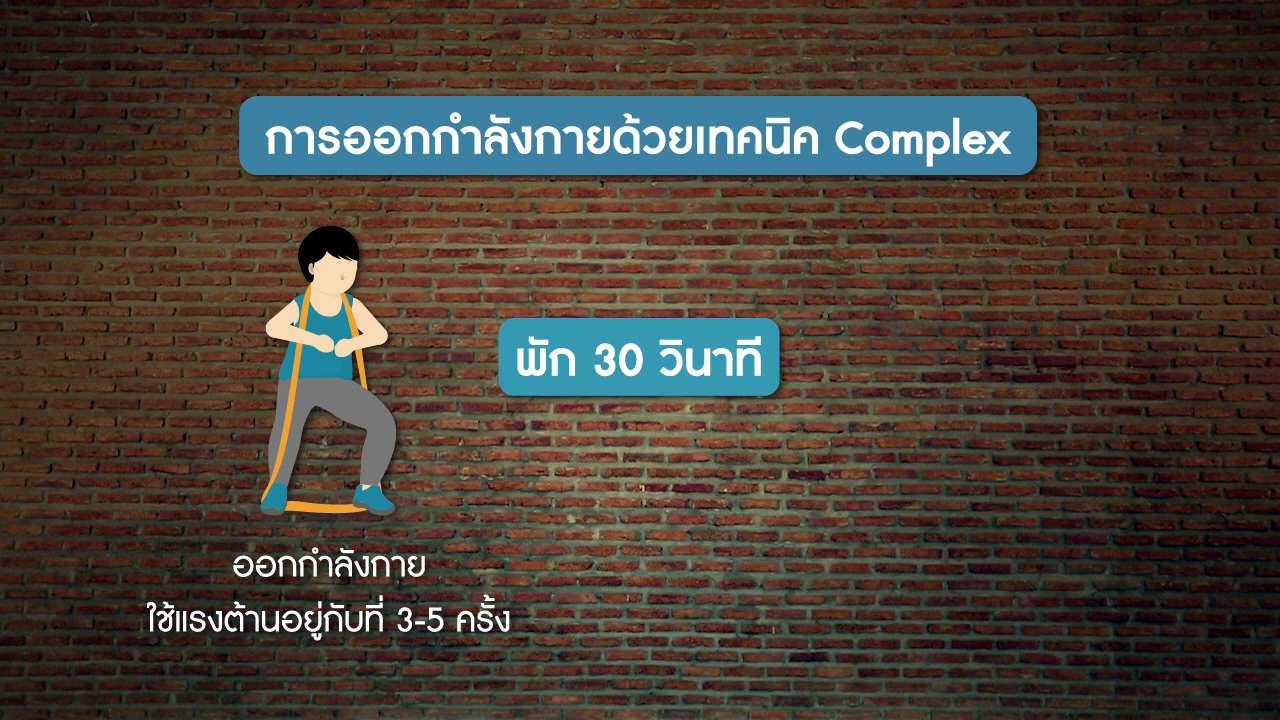 การออกกำลังกายด้วยเทคนิค Complex
พัก 30 วินาที
ออกกำลังกาย
ใช้แรงต้านอยู่กับที่ 3-5 ครั้ง